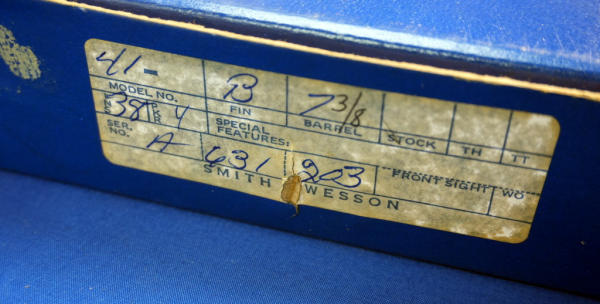 41- B 7 3/8
MODEL NO. FIN BARREL STOCK TH TT
38 4 SPECIAL FEATURES:
SER. NO. A 631 203 FRONT SIGHT WO
SMITH WESSON